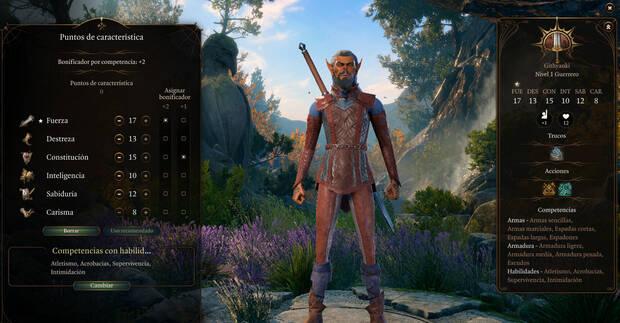 Puntos de característica
Bonificador por competencia: +2
Puntos de característica
0
Asignar bonificador
+2 +1
Fuerza 17
Destreza 13
Constitución 15
Inteligencia 10
Sabiduría 12
Carisma 8
Borrar Uso recomendado
Competencias con habilid...
Atletismo, Acrobacias, Supervivencia,
Intimidación
Cambiar
Githyanki
Nivel 1 Guerrero
FUE DES CON INT SAB CAR
17 13 15 10 12 8
+1 12
Trucos
Acciones
Competencias
Armas - Armas sencillas,
Armas marciales, Espadas cortas,
Espadas largas, Espadones
Armadura - Armadura ligera,
Armadura media, Armadura pesada,
Escudos
Habilidades - Atletismo, Acrobacias,
Supervivencia, Intimidación